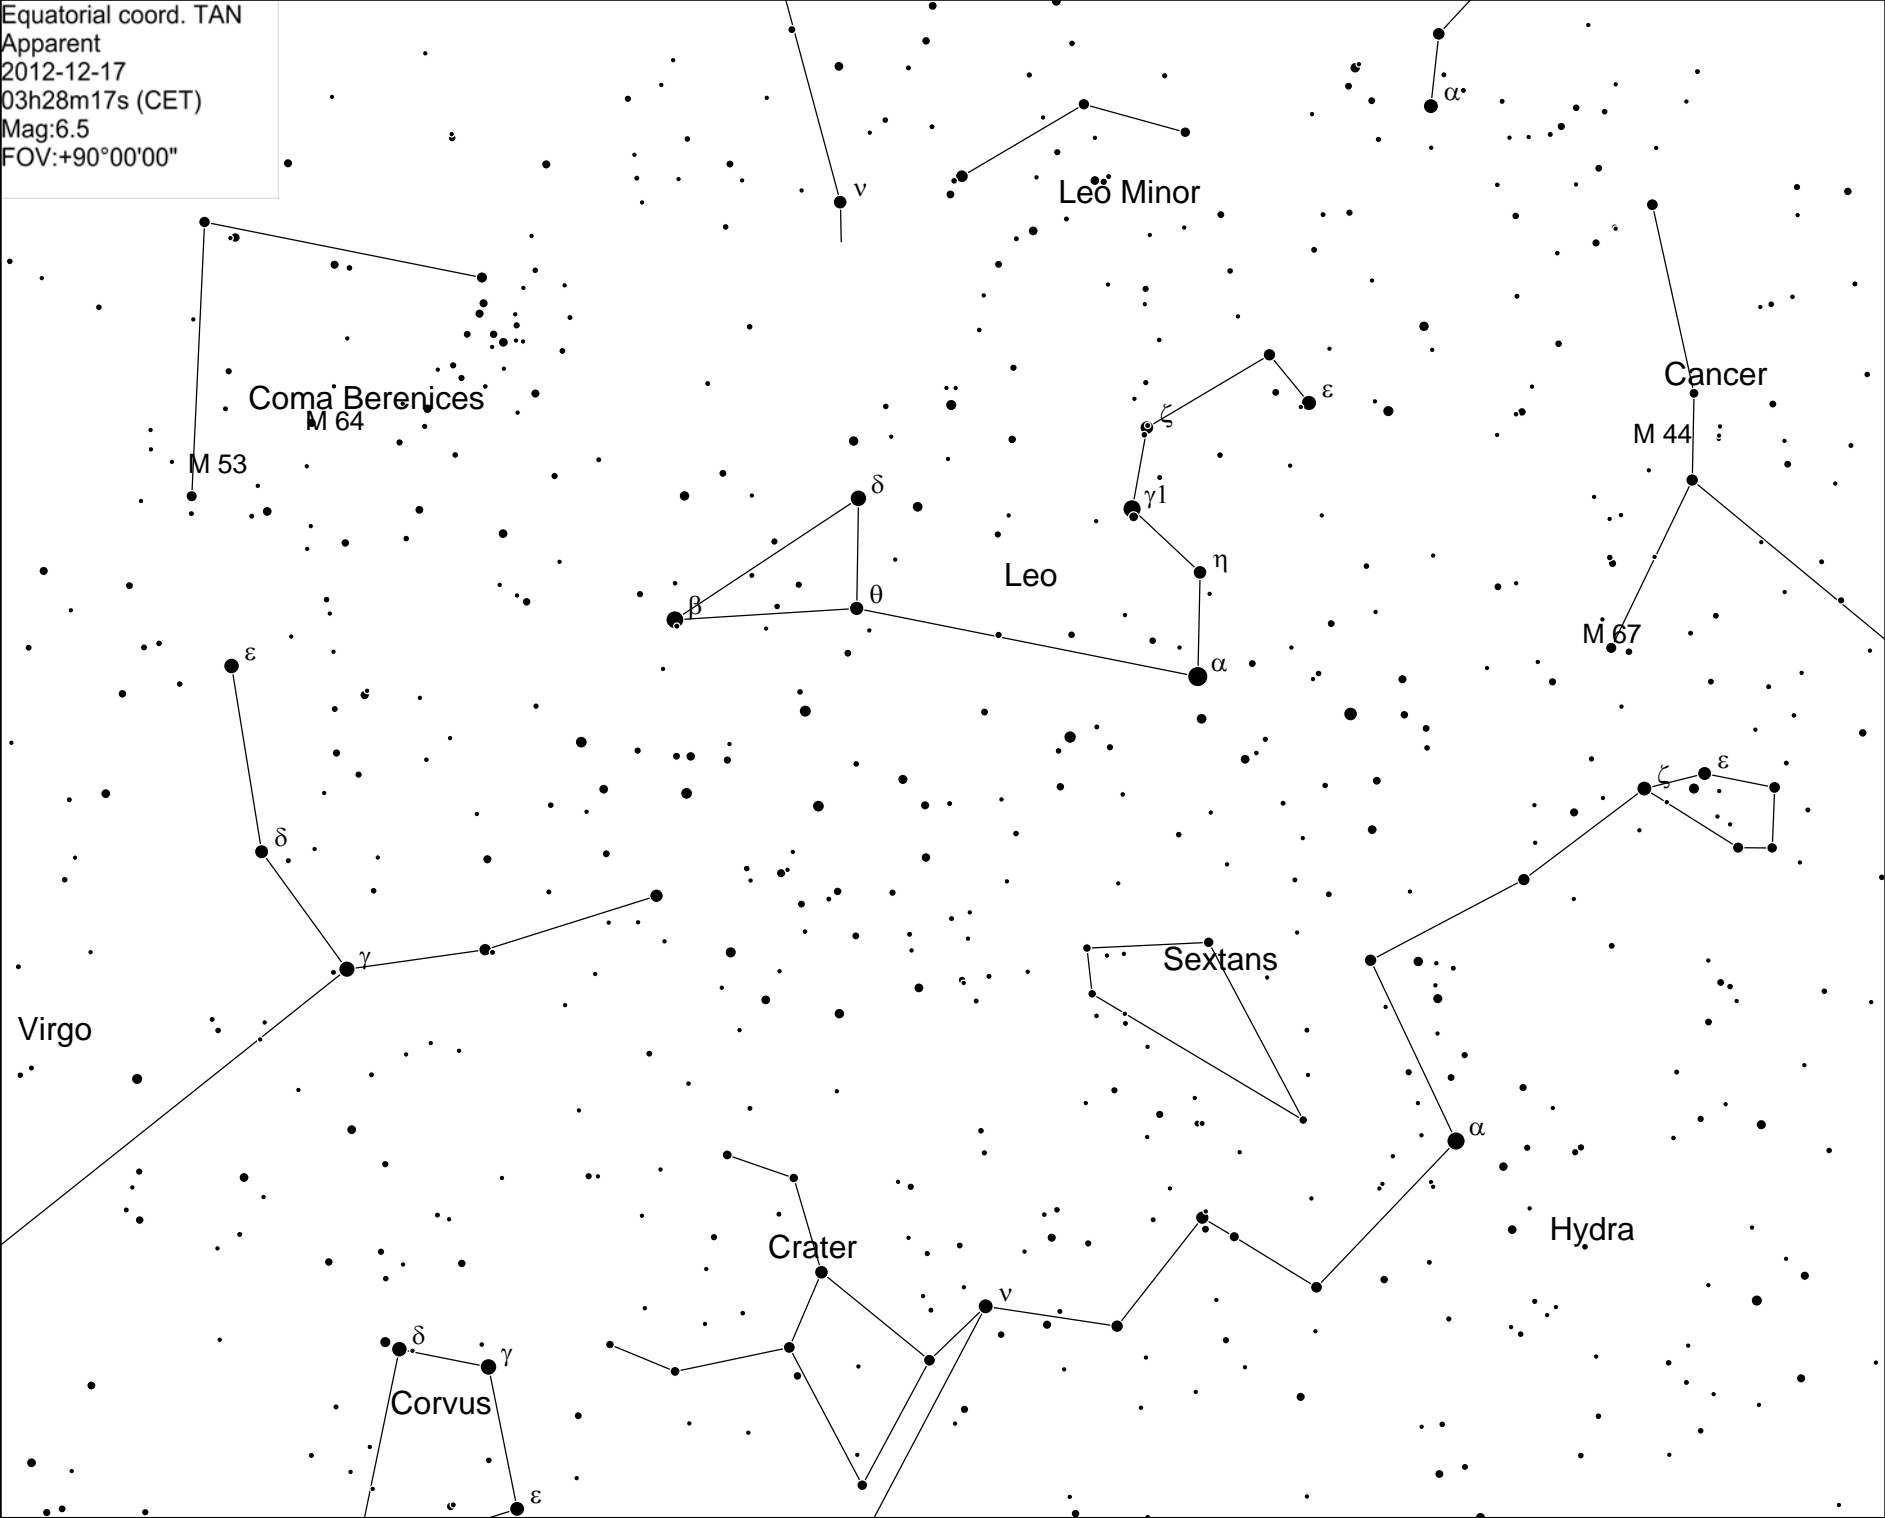 Equatorial coord. TAN
Apparent
2012-12-17
03h28m17s (CET)
Mag:6.5
FOV:+90°00'00"
α
ν
Leo Minor
Cancer
Coma Berenices
M 64
ε
ζ
M 44
M 53
δ
γ1
η
Leo
β
θ
M 67
ε
α
ζ
ε
δ
γ
Sextans
Virgo
α
Hydra
Crater
ν
δ
γ
Corvus
ε